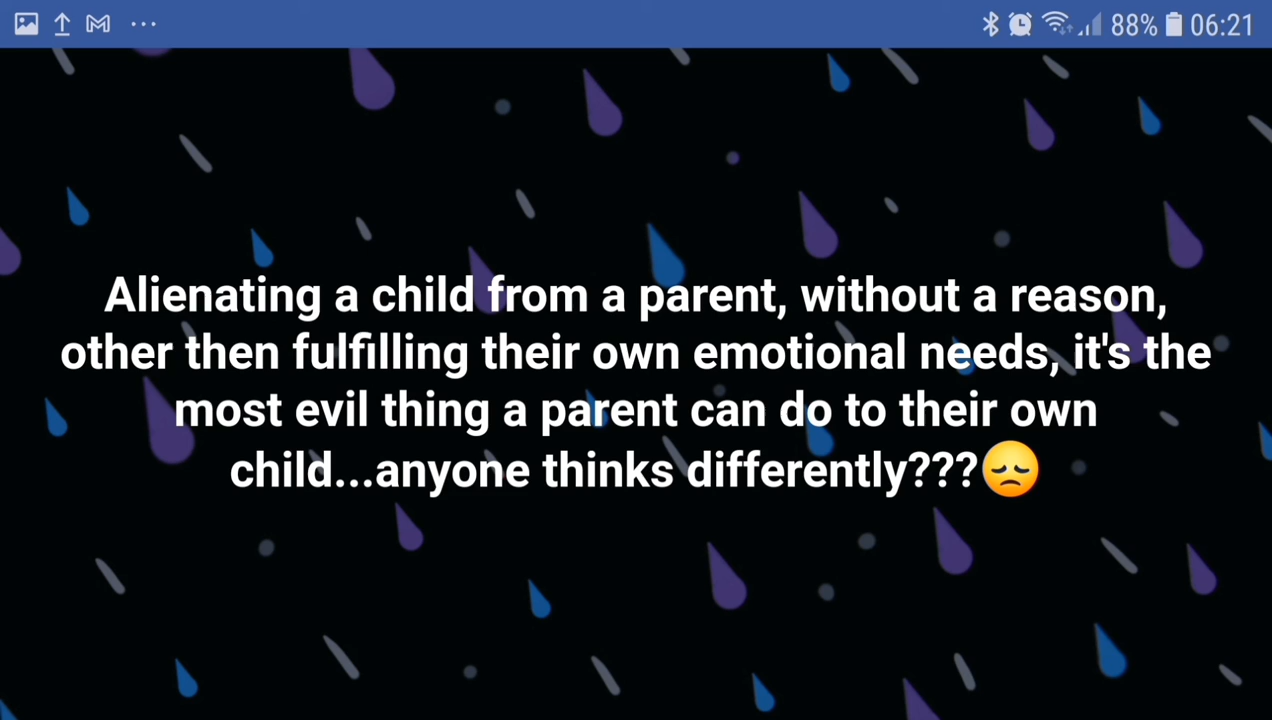 88% 06:21
Alienating a child from a parent, without a reason,
other then fulfilling their own emotional needs, it's the
most evil thing a parent can do to their own
child...anyone thinks differently???😞